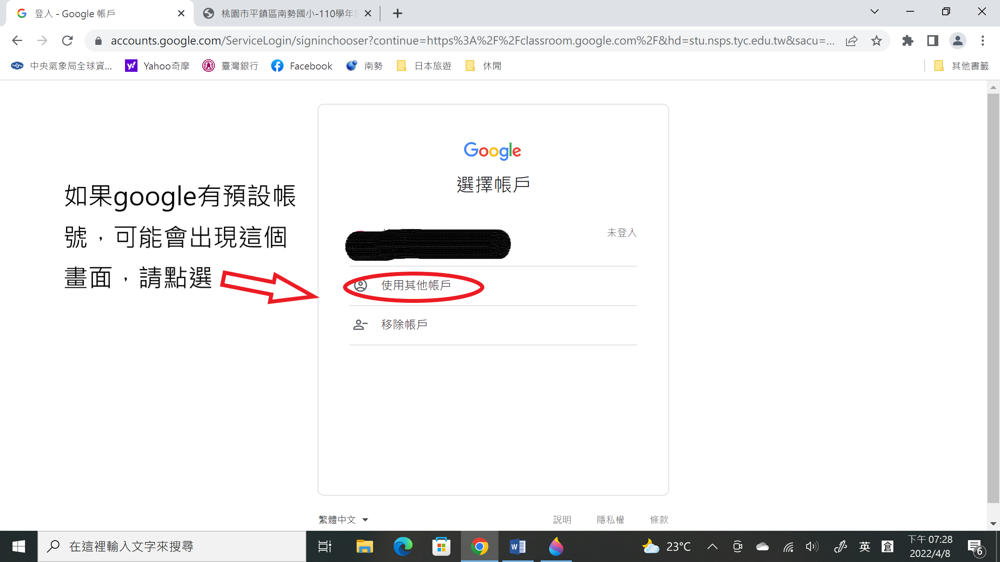 登入 - Google 帳戶
桃園市平鎮區南勢國小-110學年
accounts.google.com/ServiceLogin/signinchooser?continue=https%3A%2F%2Fclassroom.google.com%2F&hd=stu.nsps.tyc.edu.tw&sacu=...
中央氣象局全球資...
Yahoo奇摩
臺灣銀行
Facebook
南勢
日本旅遊
休閒
其他書籤
Google
選擇帳戶
如果google有預設帳
號，可能會出現這個
畫面，請點選
未登入
使用其他帳戶
移除帳戶
繁體中文
說明
隱私權
條款
在這裡輸入文字來搜尋
23°C
英
倉
下午 07:28
2022/4/8
6